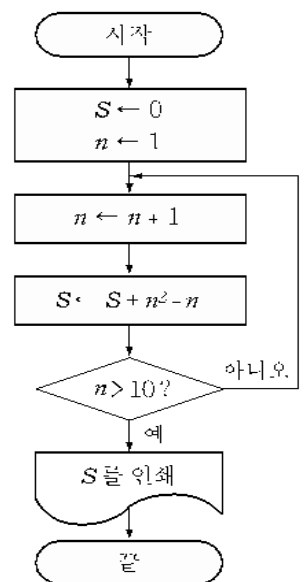 시작
S ← 0
n ← 1
n ← n + 1
S ← S + n² - n
n > 10 ?
아니오
예
S를 인쇄
끝